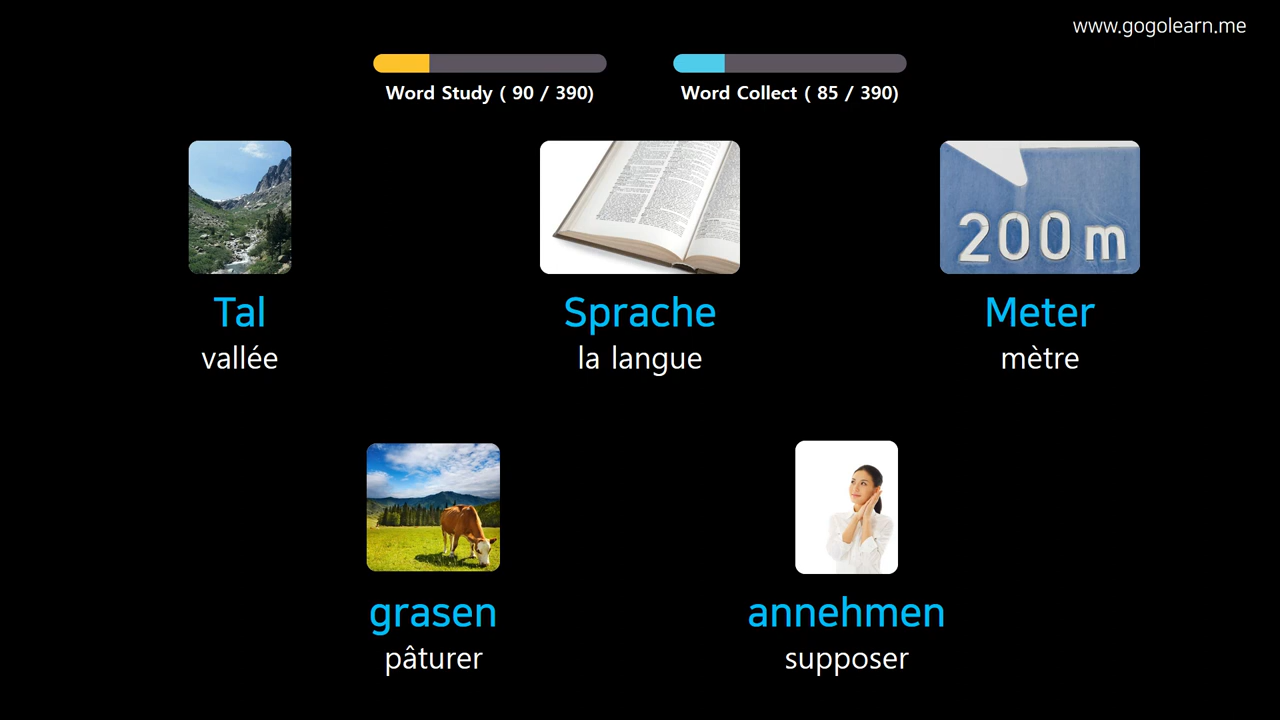 www.gogolearn.me
Word Study ( 90 / 390)
Word Collect ( 85 / 390)
200 m
Tal
Sprache
Meter
vallée
la langue
mètre
grasen
annehmen
pâturer
supposer